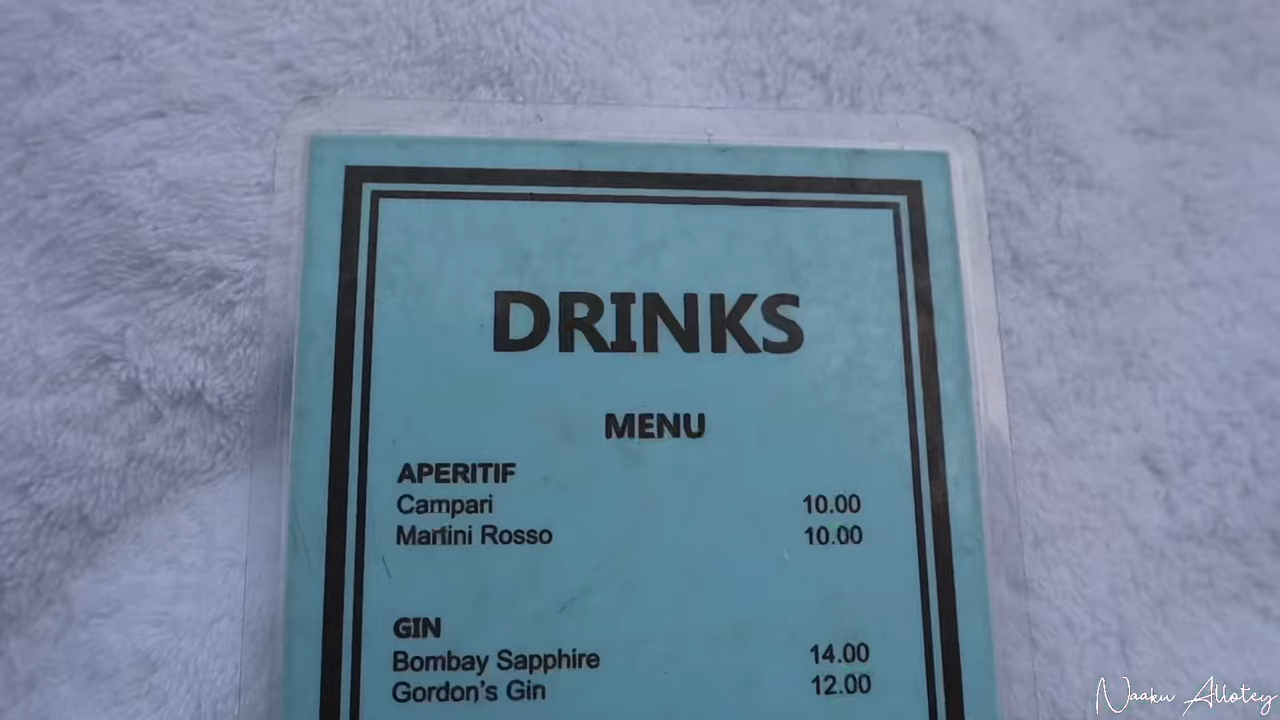 DRINKS
MENU
APERITIF
Campari 10.00
Martini Rosso 10.00
GIN
Bombay Sapphire 14.00
Gordon's Gin 12.00
Naaku Allotey